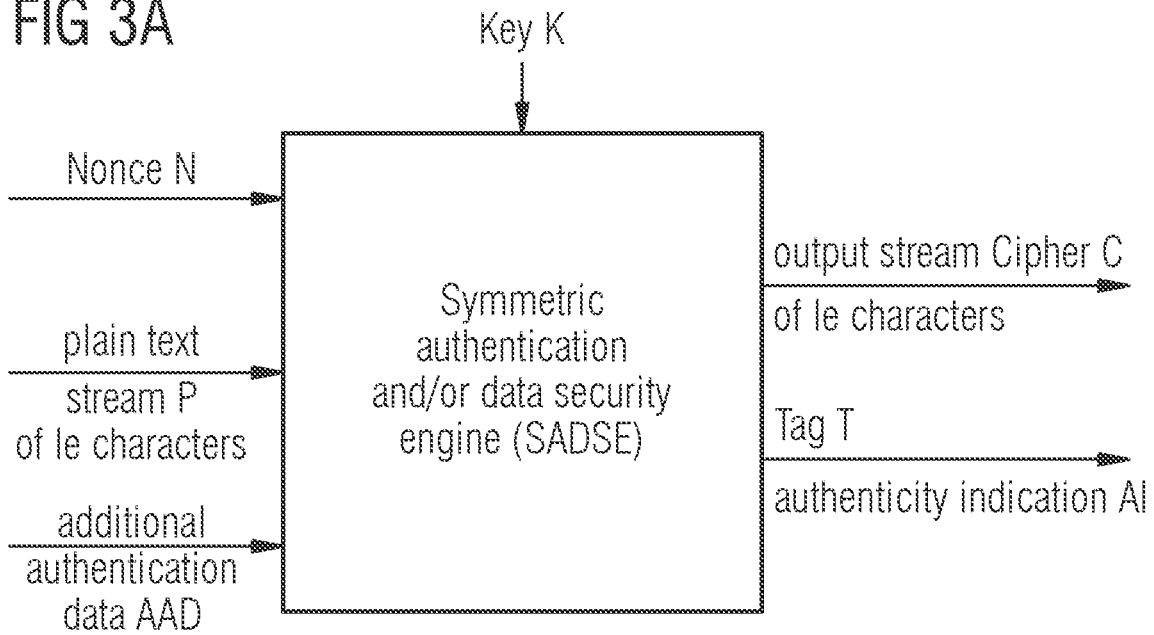 FIG 3A
Key K
Nonce N
plain text
stream P
of le characters
additional
authentication
data AAD
Symmetric
authentication
and/or data security
engine (SADSE)
output stream Cipher C
of le characters
Tag T
authenticity indication AI